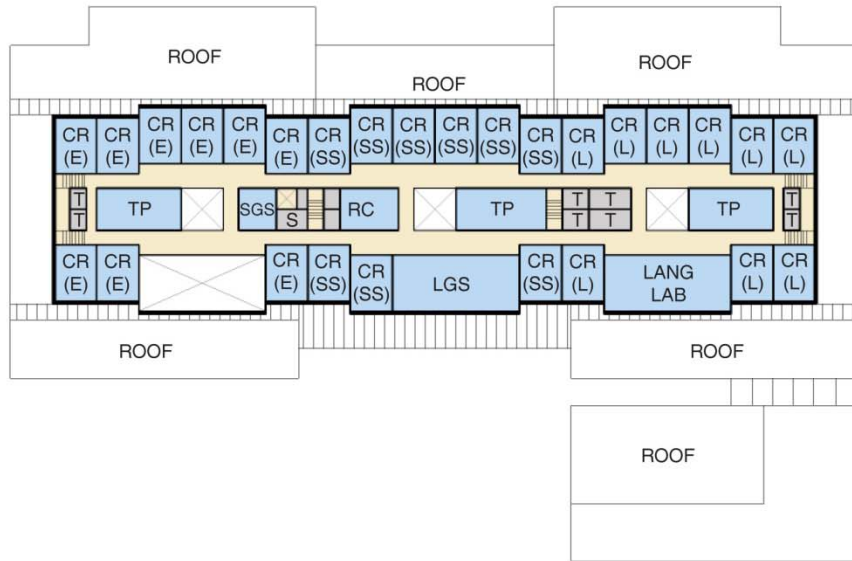 ROOF
ROOF
ROOF
CR
(E)
CR
(E)
CR
(E)
CR
(E)
CR
(E)
CR
(E)
CR
(SS)
CR
(SS)
CR
(SS)
CR
(SS)
CR
(SS)
CR
(SS)
CR
(L)
CR
(L)
CR
(L)
CR
(L)
CR
(L)
CR
(L)
T
T
TP
SGS
S
RC
TP
T
T
T
T
TP
T
T
CR
(E)
CR
(E)
CR
(E)
CR
(SS)
CR
(SS)
LGS
CR
(SS)
CR
(L)
LANG
LAB
CR
(L)
CR
(L)
ROOF
ROOF
ROOF